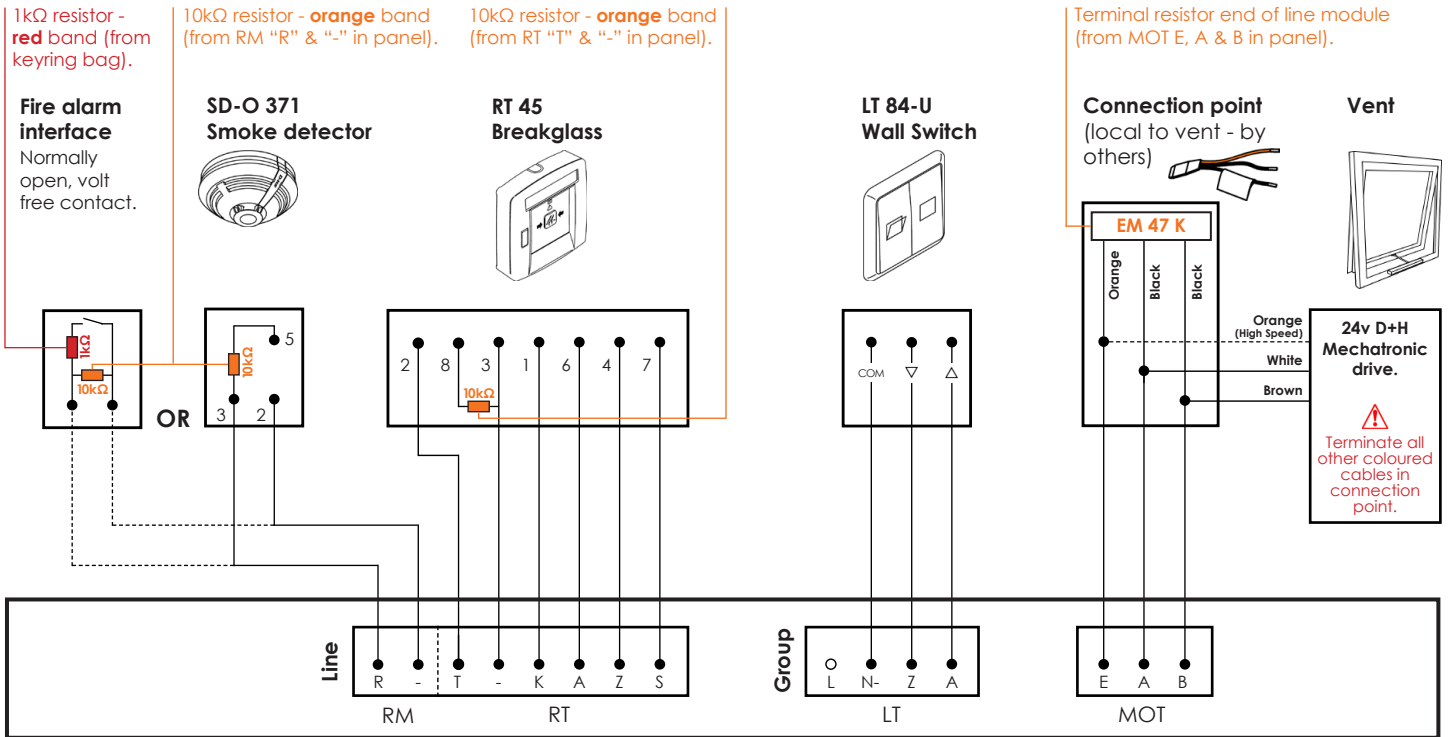 1kΩ resistor -
red band (from
keyring bag).
10kΩ resistor - orange band
(from RM “R” & “-” in panel).
10kΩ resistor - orange band
(from RT “T” & “-” in panel).
Terminal resistor end of line module
(from MOT E, A & B in panel).
Fire alarm
interface
Normally
open, volt
free contact.
SD-O 371
Smoke detector
RT 45
Breakglass
LT 84-U
Wall Switch
Connection point
(local to vent - by
others)
Vent
EM 47 K
Orange
Black
Black
1kΩ
10kΩ
OR
10kΩ
5
3
2
2
8
3
1
6
4
7
10kΩ
COM
Orange
(High Speed)
White
Brown
24v D+H
Mechatronic
drive.
Terminate all
other coloured
cables in
connection
point.
Line
R
-
T
-
K
A
Z
S
RM
RT
Group
L
N-
Z
A
LT
E
A
B
MOT